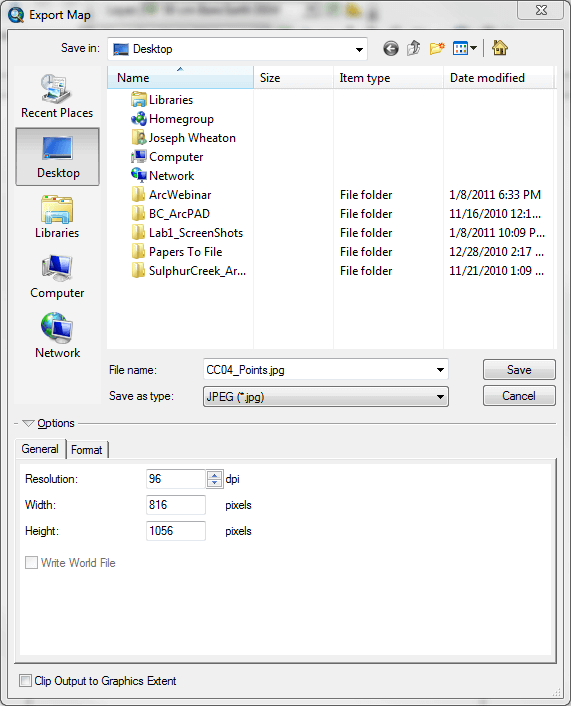 Export Map
Save in: Desktop
Name Size Item type Date modified
Recent Places
Desktop
Libraries
Computer
Network
Libraries
Homegroup
Joseph Wheaton
Computer
Network
ArcWebinar File folder 1/8/2011 6:33 PM
BC_ArcPAD File folder 11/16/2010 12:1...
Lab1_ScreenShots File folder 1/8/2011 10:09 P...
Papers To File File folder 12/28/2010 2:17 ...
SulphurCreek_Ar... File folder 11/21/2010 1:09 ...
File name: CC04_Points.jpg Save
Save as type: JPEG (*.jpg) Cancel
Options
General Format
Resolution: 96 dpi
Width: 816 pixels
Height: 1056 pixels
Write World File
Clip Output to Graphics Extent